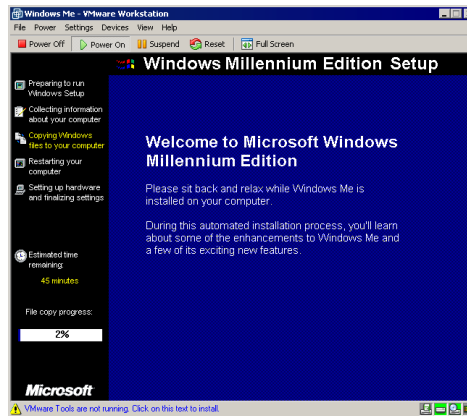 Windows Me - VMware Workstation
File Power Settings Devices View Help
Power Off Power On Suspend Reset Full Screen
Windows Millennium Edition Setup
Preparing to run
Windows Setup
Collecting information
about your computer
Copying Windows
files to your computer
Restarting your
computer
Setting up hardware
and finalizing settings
Estimated time
remaining:
45 minutes
File copy progress:
2%
Microsoft
Welcome to Microsoft Windows
Millennium Edition
Please sit back and relax while Windows Me is
installed on your computer.
During this automated installation process, you'll learn
about some of the enhancements to Windows Me and
a few of its exciting new features.
VMware Tools are not running. Click on this text to install.